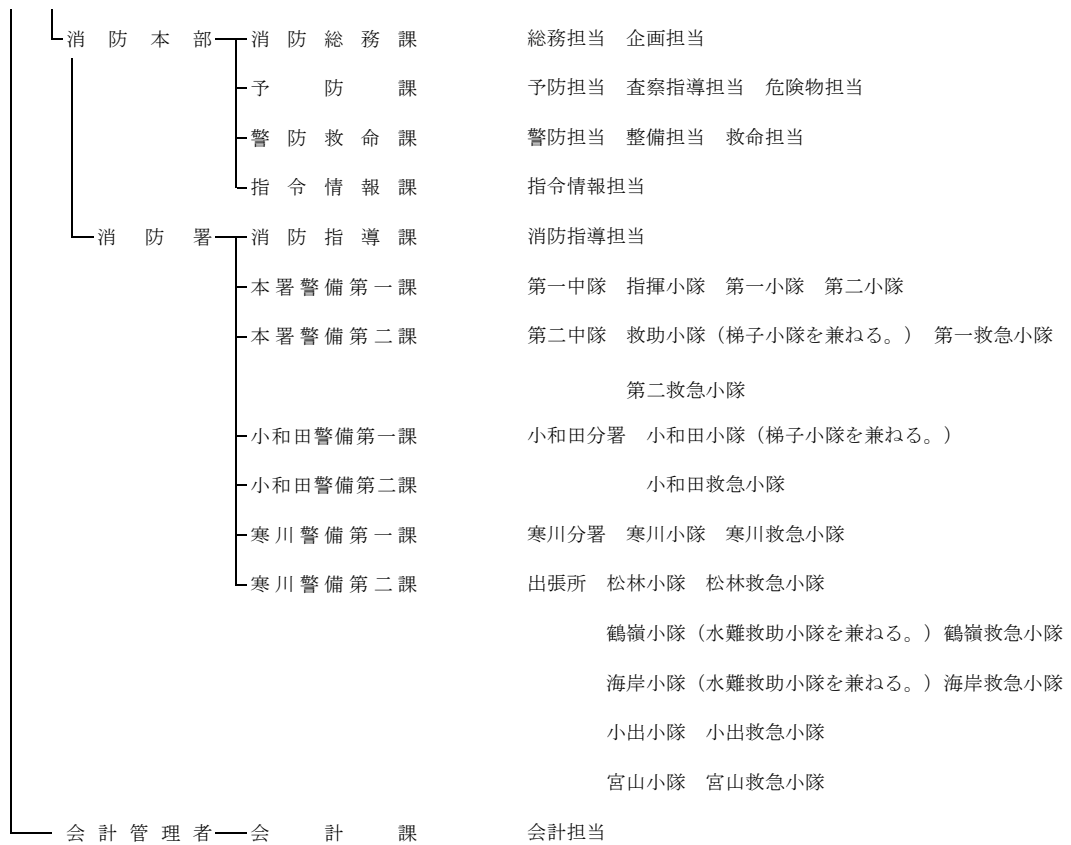 消防本部 消防総務課 総務担当 企画担当
予防課 予防担当 査察指導担当 危険物担当
警防救命課 警防担当 整備担当 救命担当
指令情報課 指令情報担当
消防署 消防指導課 消防指導担当
本署警備第一課 第一中隊 指揮小隊 第一小隊 第二小隊
本署警備第二課 第二中隊 救助小隊（梯子小隊を兼ねる。） 第一救急小隊
第二救急小隊
小和田警備第一課 小和田分署 小和田小隊（梯子小隊を兼ねる。）
小和田警備第二課 小和田救急小隊
寒川警備第一課 寒川分署 寒川小隊 寒川救急小隊
寒川警備第二課 出張所 松林小隊 松林救急小隊
鶴嶺小隊（水難救助小隊を兼ねる。）鶴嶺救急小隊
海岸小隊（水難救助小隊を兼ねる。）海岸救急小隊
小出小隊 小出救急小隊
宮山小隊 宮山救急小隊
会計管理者 会計課 会計担当